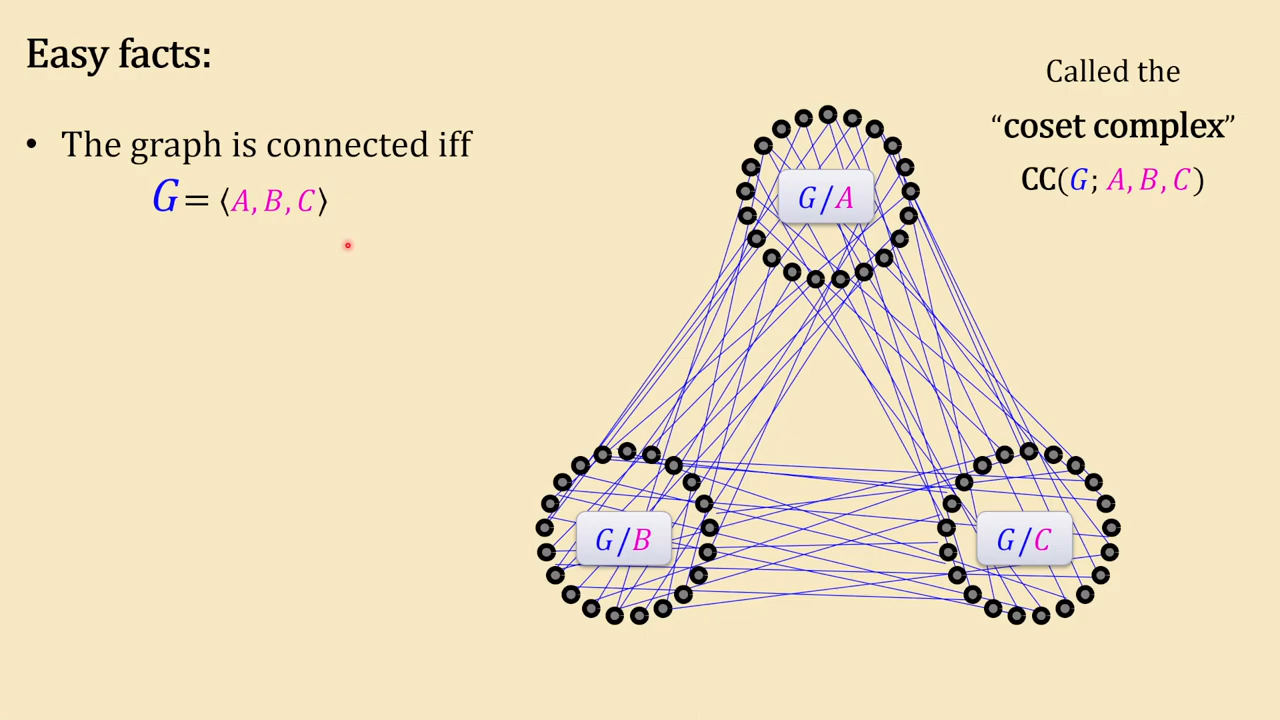 Easy facts:
• The graph is connected iff
G = ⟨A, B, C⟩
Called the
“coset complex”
CC(G; A, B, C)
G/A
G/B
G/C